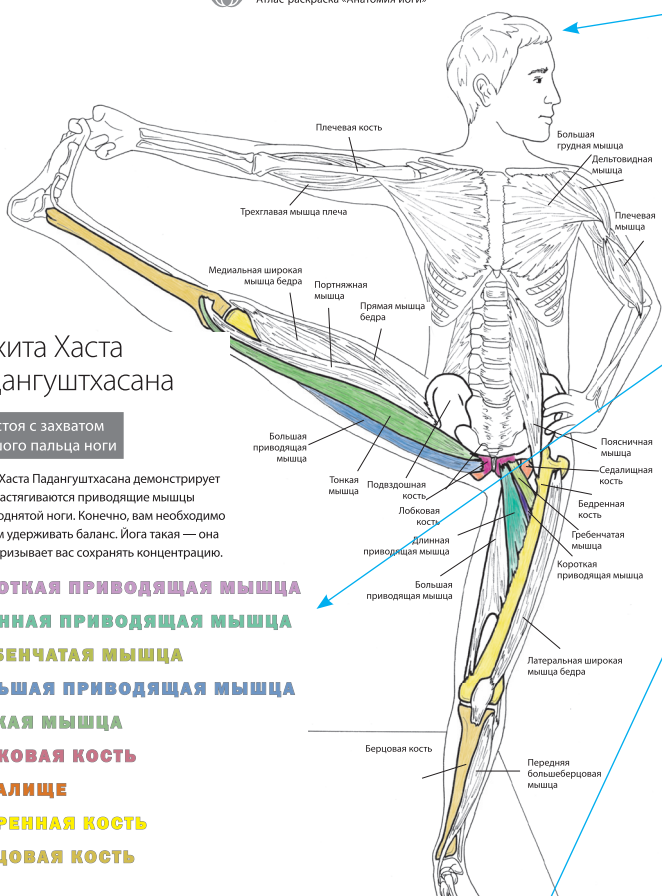 Атлас-раскраска «Анатомия йоги»
Плечевая кость
Большая
грудная мышца
Дельтовидная
мышца
Трехглавая мышца плеча
Плечевая
мышца
Медиальная широкая
мышца бедра
Портняжная
мышца
Прямая мышца
бедра
хита Хаста
дангуштхасана
стоя с захватом
шого пальца ноги
Хаста Падангуштхасана демонстрирует
астягиваются приводящие мышцы
однятой ноги. Конечно, вам необходимо
м удерживать баланс. Йога такая — она
ризывает вас сохранять концентрацию.
Большая
приводящая
мышца
Тонкая
мышца
Подвздошная
кость
Лобковая
кость
Длинная
приводящая мышца
Большая
приводящая мышца
Поясничная
мышца
Седалищная
кость
Бедренная
кость
Гребенчатая
мышца
Короткая
приводящая мышца
Латеральная широкая
мышца бедра
ОТКАЯ ПРИВОДЯЩАЯ МЫШЦА
ННАЯ ПРИВОДЯЩАЯ МЫШЦА
БЕНЧАТАЯ МЫШЦА
ЬШАЯ ПРИВОДЯЩАЯ МЫШЦА
КАЯ МЫШЦА
КОВАЯ КОСТЬ
АЛИЩЕ
РЕННАЯ КОСТЬ
ЦОВАЯ КОСТЬ
Берцовая кость
Передняя
большеберцовая
мышца